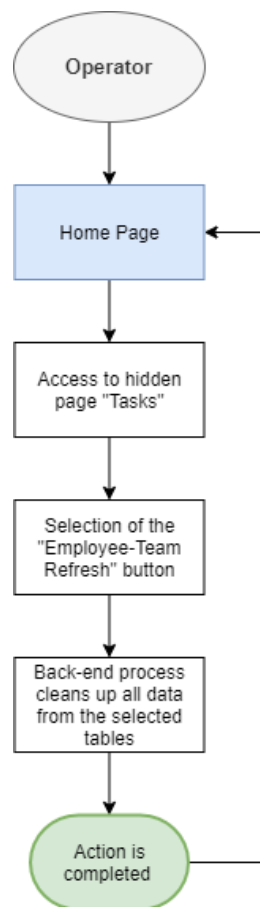 Operator
Home Page
Access to hidden
page "Tasks"
Selection of the
"Employee-Team
Refresh" button
Back-end process
cleans up all data
from the selected
tables
Action is
completed